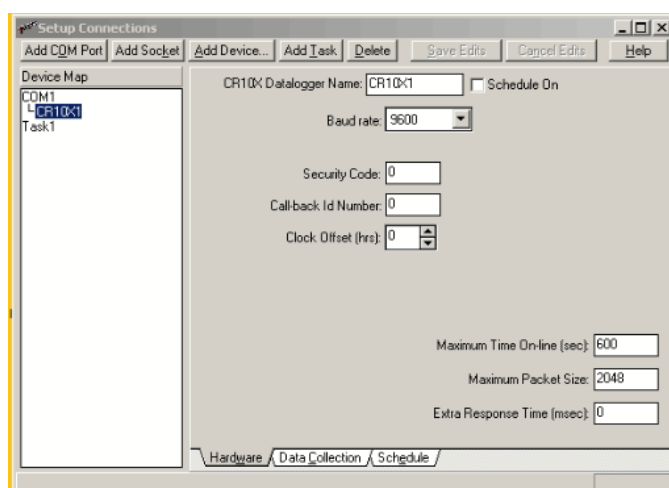 Setup Connections
Add COM Port Add Socket Add Device... Add Task Delete Save Edits Cancel Edits Help
Device Map
COM1
CR10X1
Task1
CR10X Datalogger Name: CR10X1 Schedule On
Baud rate: 9600
Security Code: 0
Call-back Id Number: 0
Clock Offset (hrs): 0
Maximum Time On-line (sec): 600
Maximum Packet Size: 2048
Extra Response Time (msec): 0
Hardware Data Collection Schedule